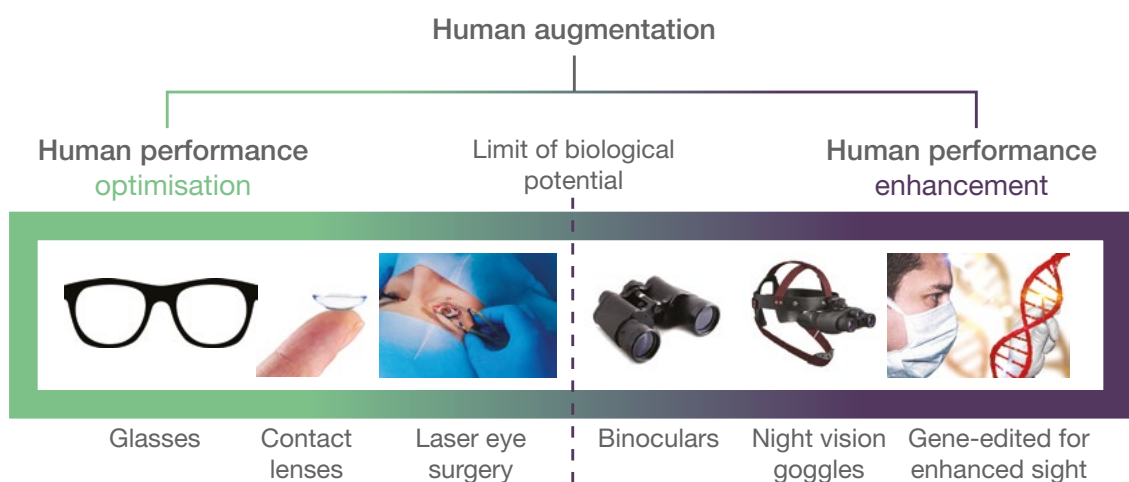 Human augmentation
Human performance
optimisation
Limit of biological
potential
Human performance
enhancement
Glasses
Contact
lenses
Laser eye
surgery
Binoculars
Night vision
goggles
Gene-edited for
enhanced sight